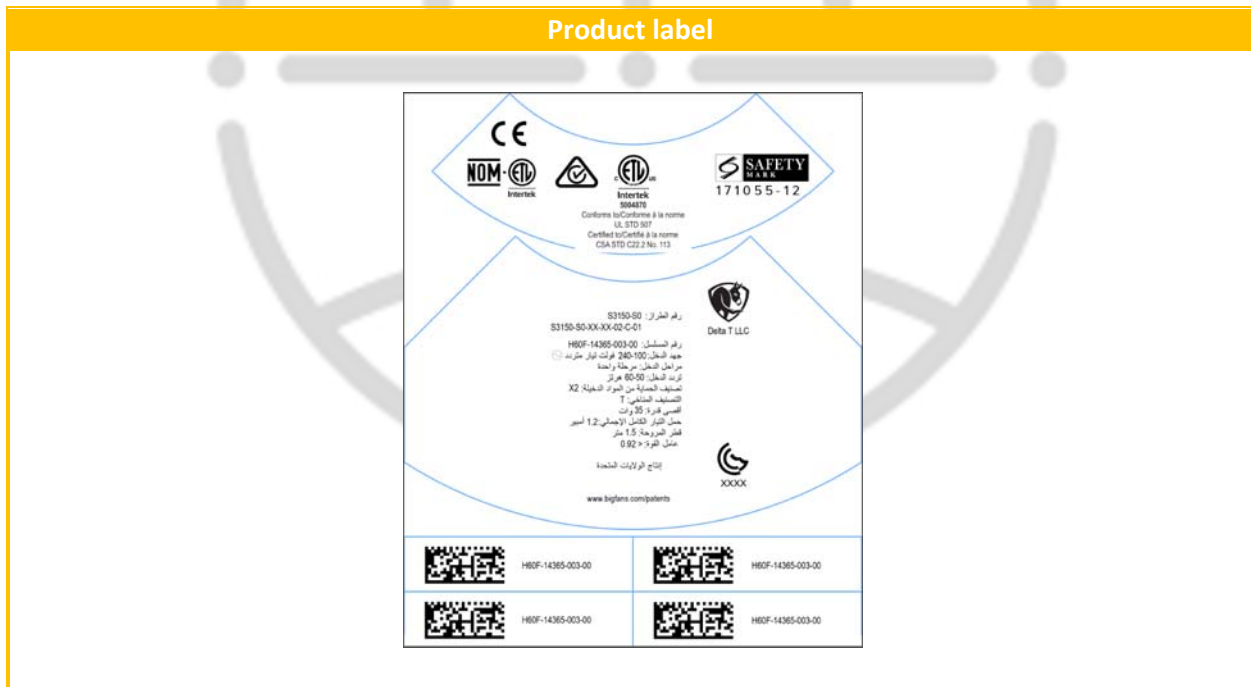 Product label
CE
NOM
ETL
Intertek
C ETL US
Intertek
5004870
Conforms to/Conforme à la norme
UL STD 507
Certified to/Certifié à la norme
CSA STD C22.2 No. 113
SAFETY
MARK
171055-12
Delta T LLC
رقم الطراز: S3150-S0
S3150-S0-XX-XX-02-C-01
رقم المسلسل: H60F-14365-003-00
جهد الدخل: 100-240 فولت تيار متردد
مراحل الدخل: مرحلة واحدة
تردد الدخل: 50-60 هرتز
تصنيف الحماية من المواد الدخيلة: X2
التصنيف المناخي: T
أقصى قدرة: 35 وات
حمل التيار الكامل الإجمالي: 1.2 أمبير
قطر المروحة: 1.5 متر
عامل القوة: > 0.92
إنتاج الولايات المتحدة
XXXX
www.bigfans.com/patents
H60F-14365-003-00
H60F-14365-003-00
H60F-14365-003-00
H60F-14365-003-00